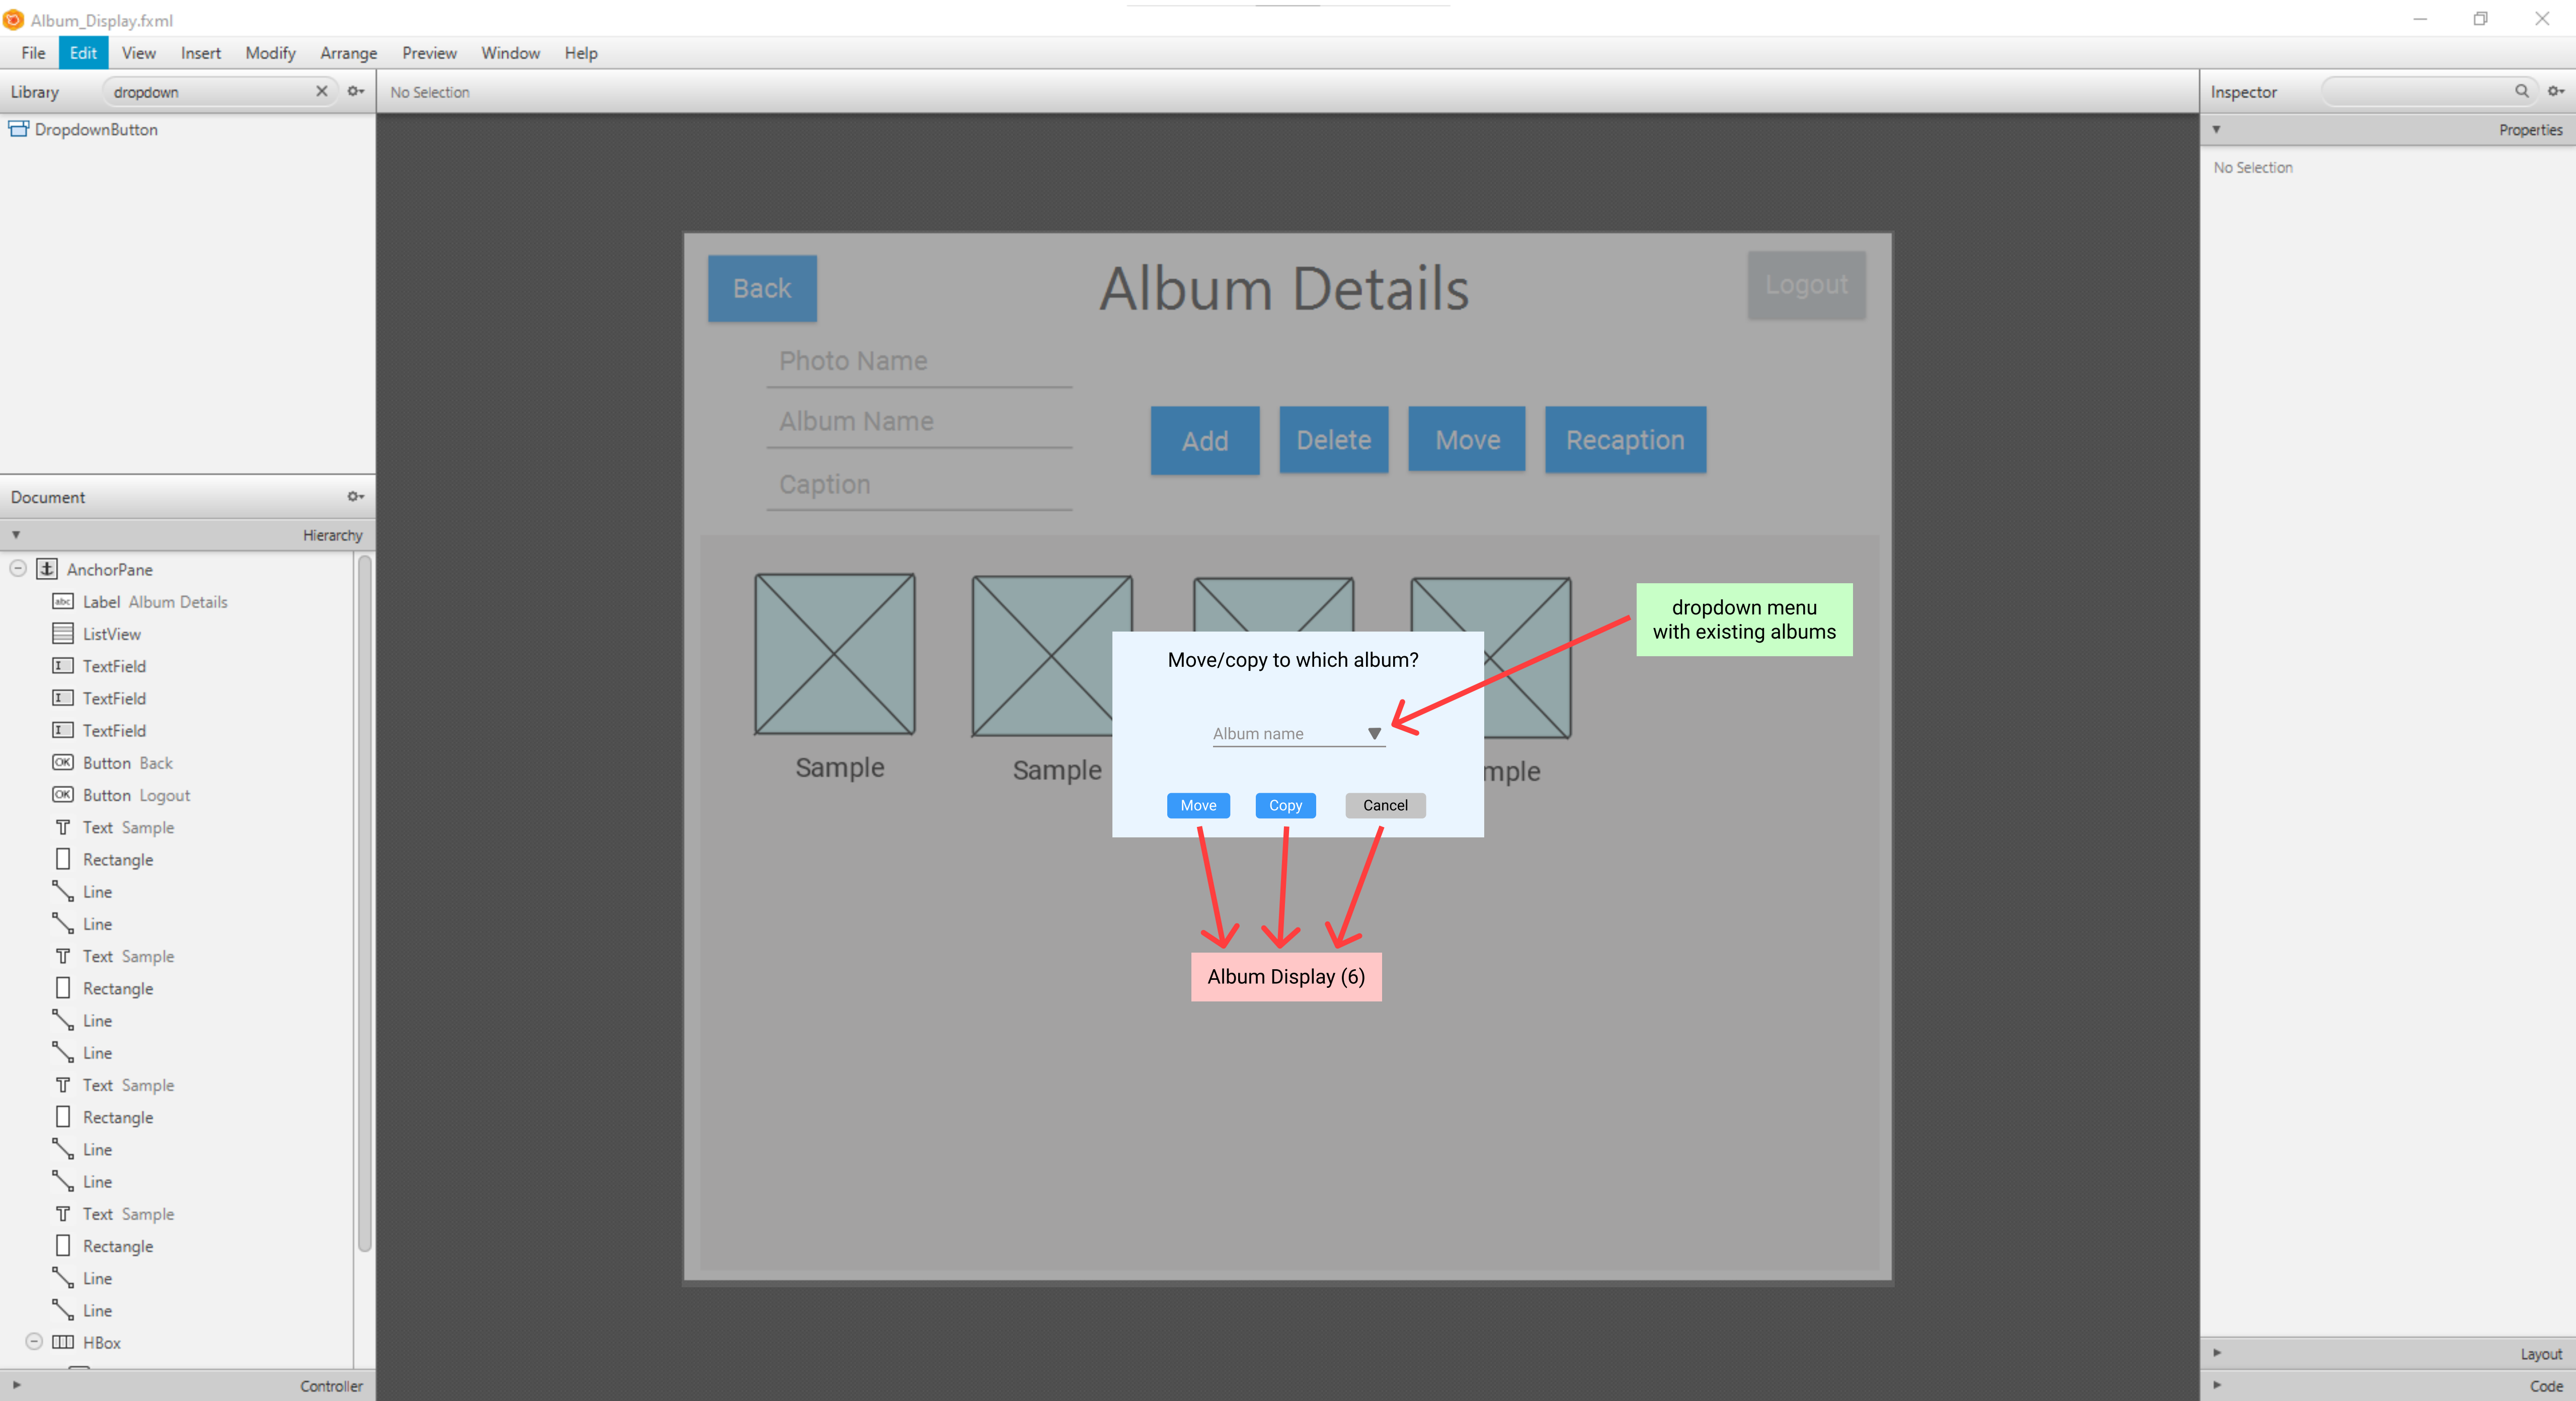 Album_Display.fxml
File Edit View Insert Modify Arrange Preview Window Help
Library dropdown
No Selection
Inspector
DropdownButton
Properties
No Selection
Document
Hierarchy
AnchorPane
Label Album Details
ListView
TextField
TextField
TextField
Button Back
Button Logout
Text Sample
Rectangle
Line
Line
Text Sample
Rectangle
Line
Line
Text Sample
Rectangle
Line
Line
Text Sample
Rectangle
Line
Line
HBox
Controller
Back
Album Details
Logout
Photo Name
Album Name
Caption
Add Delete Move Recaption
Sample
Sample
mple
dropdown menu
with existing albums
Move/copy to which album?
Album name
Move Copy Cancel
Album Display (6)
Layout
Code